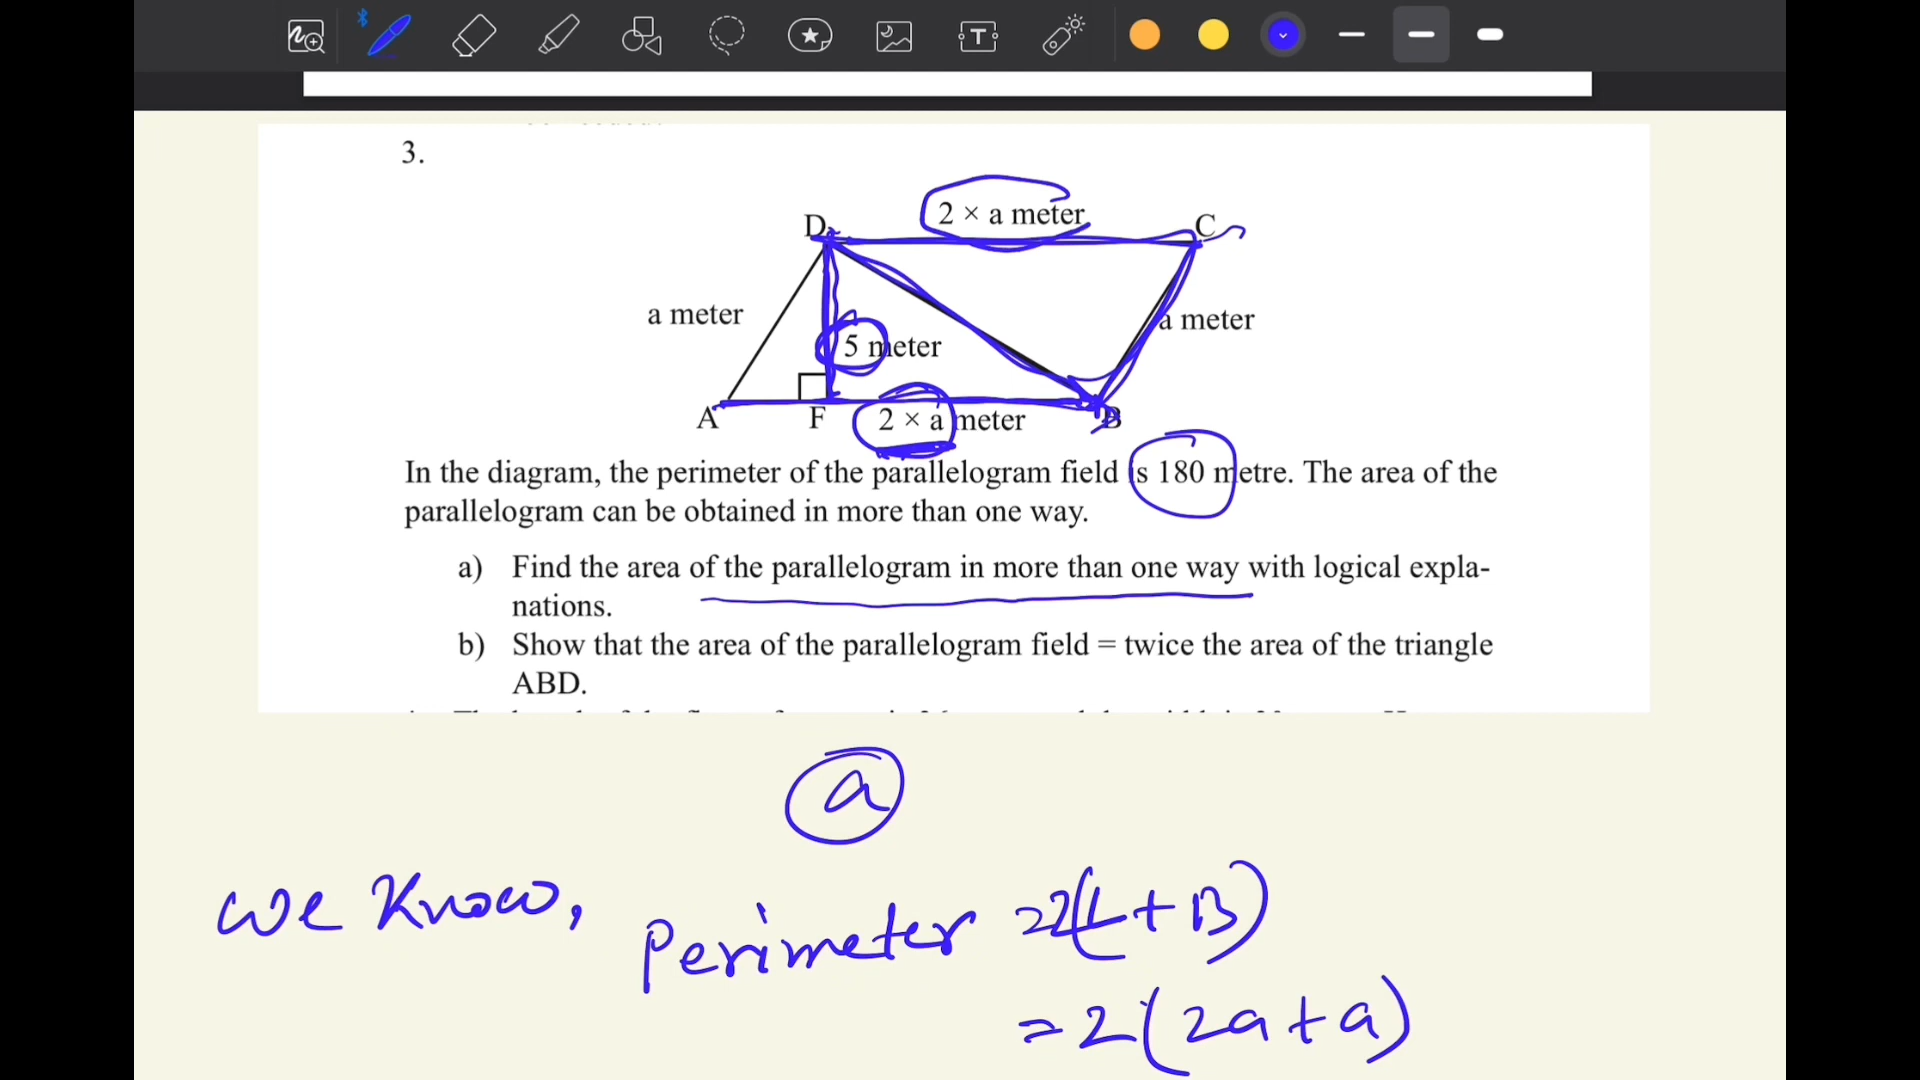 3.
D
2 × a meter
C
a meter
a meter
5 meter
A
F
2 × a meter
B
In the diagram, the perimeter of the parallelogram field is 180 metre. The area of the
parallelogram can be obtained in more than one way.
a) Find the area of the parallelogram in more than one way with logical expla-
nations.
b) Show that the area of the parallelogram field = twice the area of the triangle
ABD.
a
We Know,
Perimeter = 2(L+B)
= 2(2a+a)